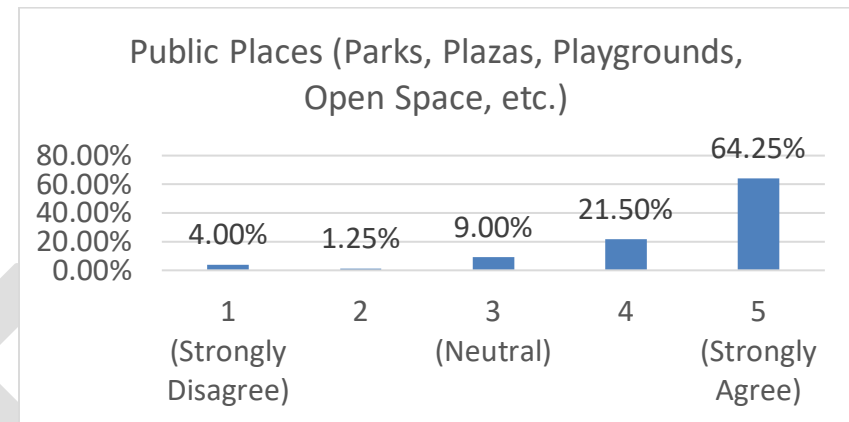 Public Places (Parks, Plazas, Playgrounds,
Open Space, etc.)
80.00%
60.00%
40.00%
20.00%
0.00%
4.00%
1.25%
9.00%
21.50%
64.25%
1 2 3 4 5
(Strongly (Neutral) (Strongly
Disagree) Agree)